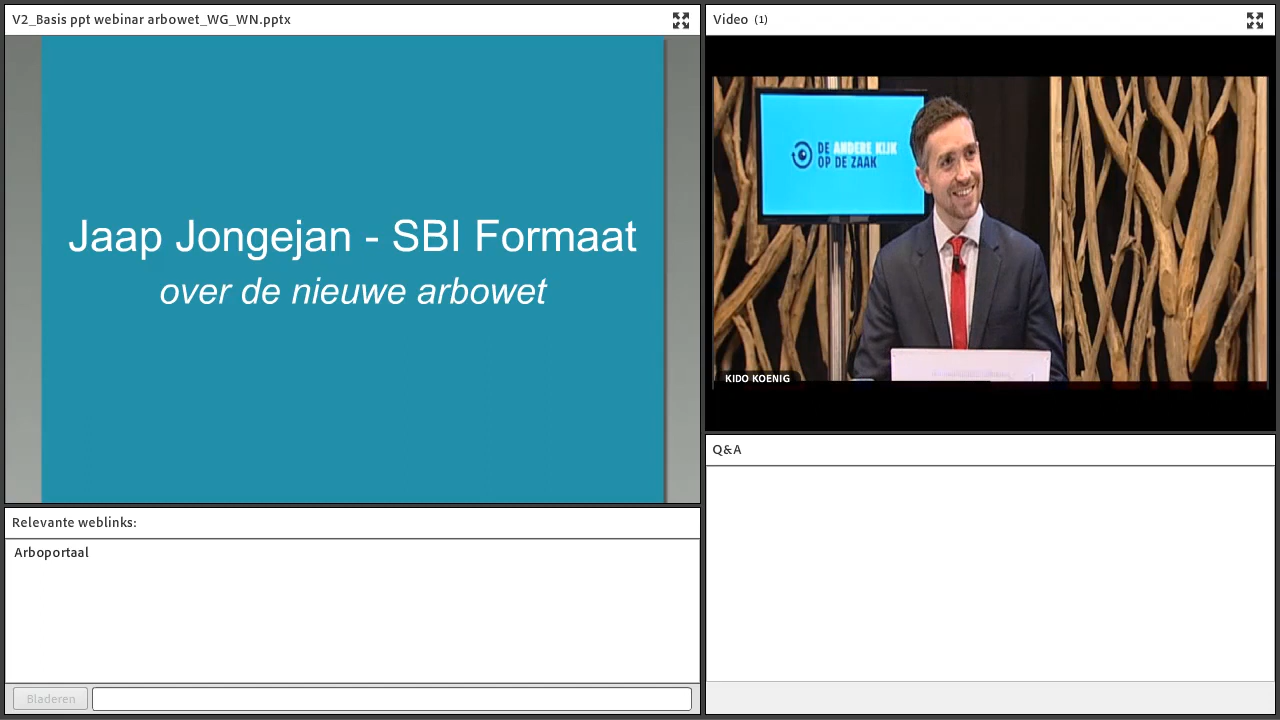 V2_Basis ppt webinar arbowet_WG_WN.pptx
Jaap Jongejan - SBI Formaat
over de nieuwe arbowet
Relevante weblinks:
Arboportaal
Bladeren
Video (1)
DE ANDERE KIJK
OP DE ZAAK
KIDO KOENIG
Q&A